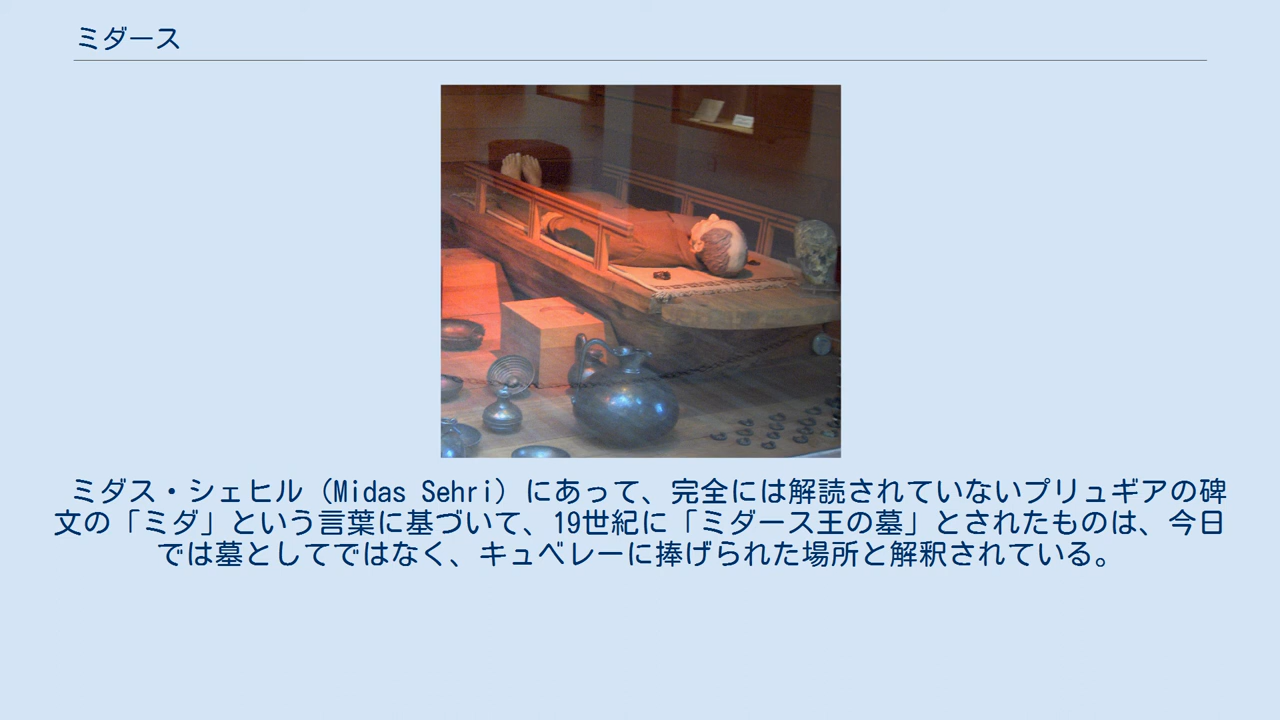 ミダース
ミダス・シェヒル（Midas Sehri）にあって、完全には解読されていないプリュギアの碑
文の「ミダ」という言葉に基づいて、19世紀に「ミダース王の墓」とされたものは、今日
では墓としてではなく、キュベレーに捧げられた場所と解釈されている。